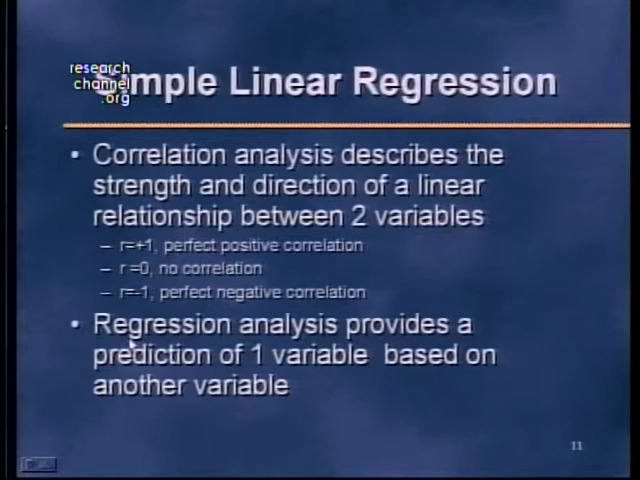 research
channel
.org
Simple Linear Regression
• Correlation analysis describes the
strength and direction of a linear
relationship between 2 variables
– r=+1, perfect positive correlation
– r =0, no correlation
– r=-1, perfect negative correlation
• Regression analysis provides a
prediction of 1 variable based on
another variable
11